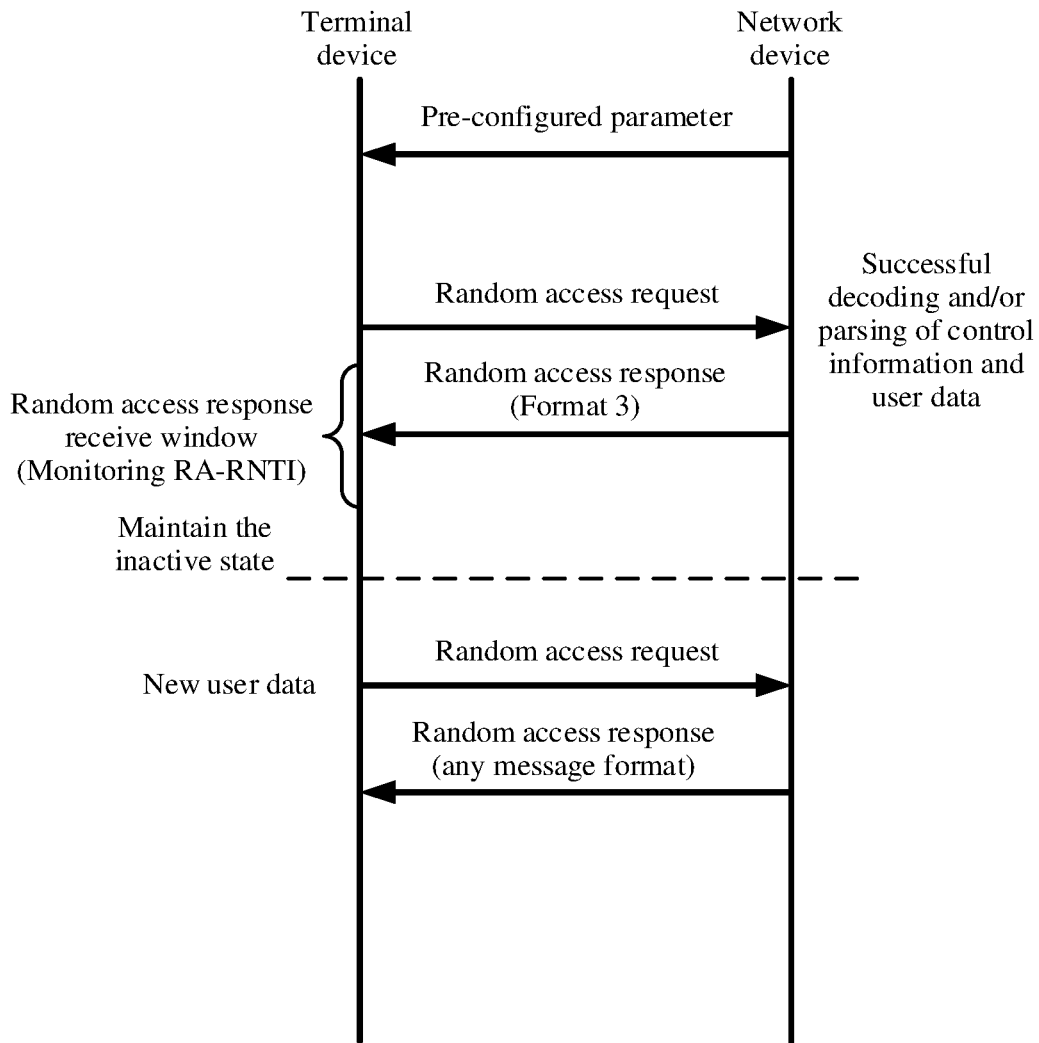 Terminal
device
Network
device
Pre-configured parameter
Random access request
Successful
decoding and/or
parsing of control
information and
user data
Random access response
(Format 3)
Random access response
receive window
(Monitoring RA-RNTI)
Maintain the
inactive state
Random access request
New user data
Random access response
(any message format)